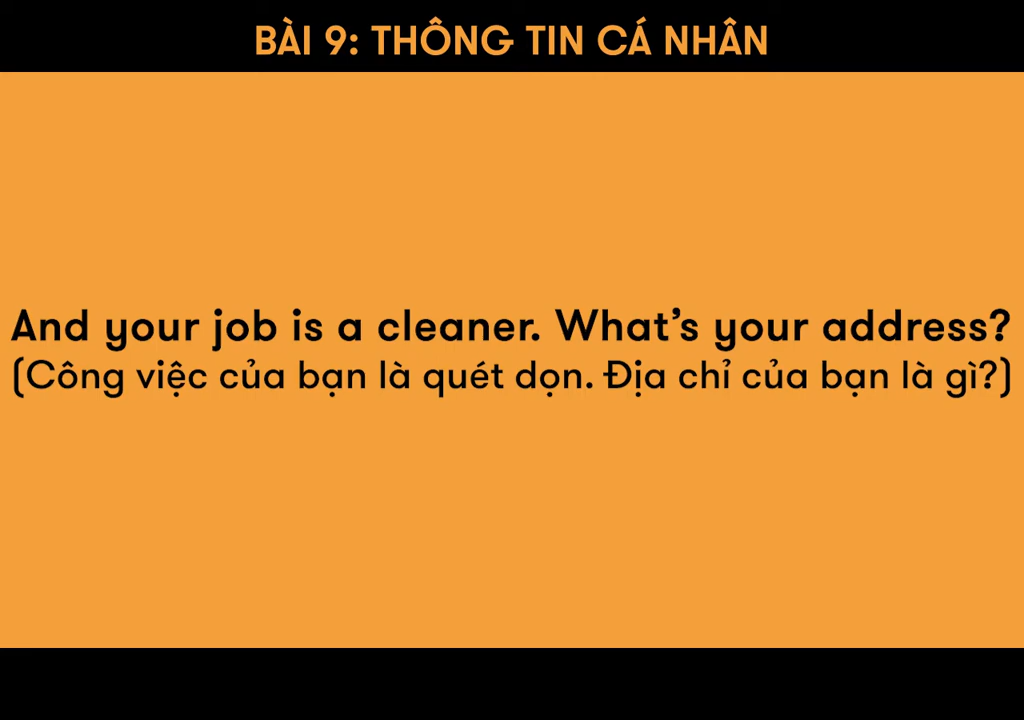 BÀI 9: THÔNG TIN CÁ NHÂN
And your job is a cleaner. What's your address?
(Công việc của bạn là quét dọn. Địa chỉ của bạn là gì?)